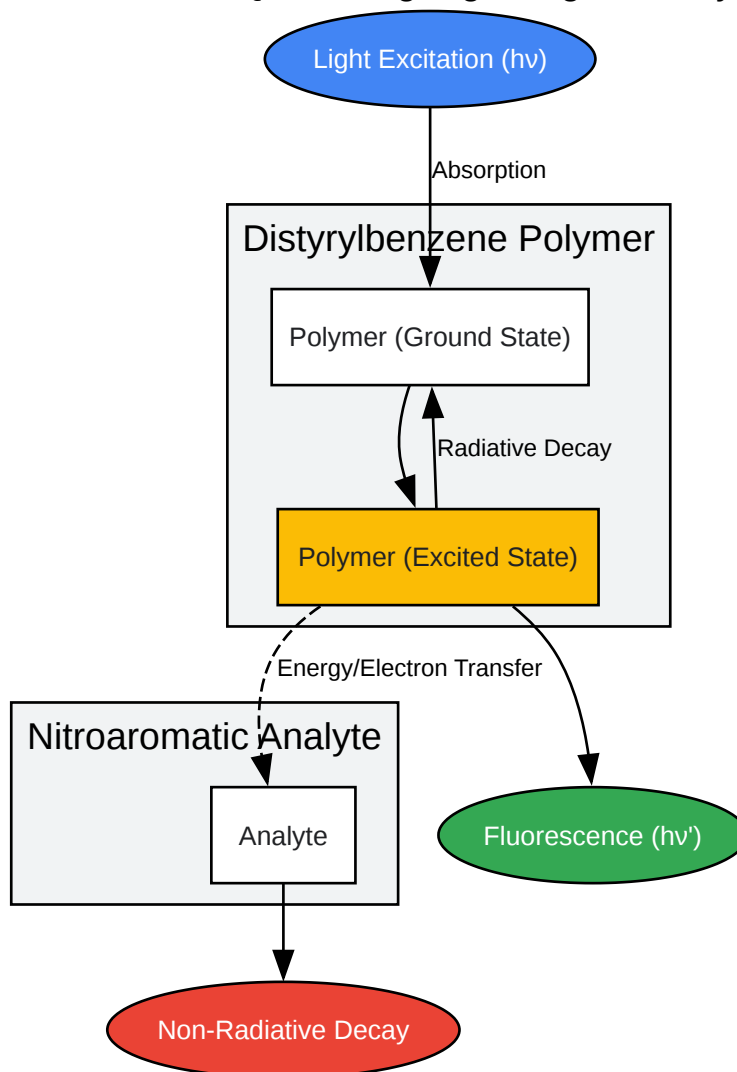 Light Excitation (hν)
Absorption
Distyrylbenzene Polymer
Polymer (Ground State)
Radiative Decay
Polymer (Excited State)
Energy/Electron Transfer
Nitroaromatic Analyte
Analyte
Fluorescence (hν')
Non-Radiative Decay